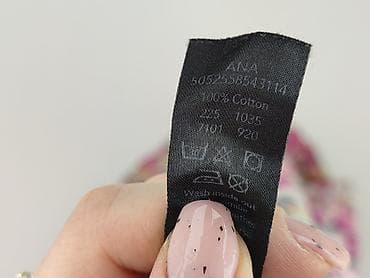 ANA
5052558543114
100% Cotton
225 1035
7101 920
Wash inside out